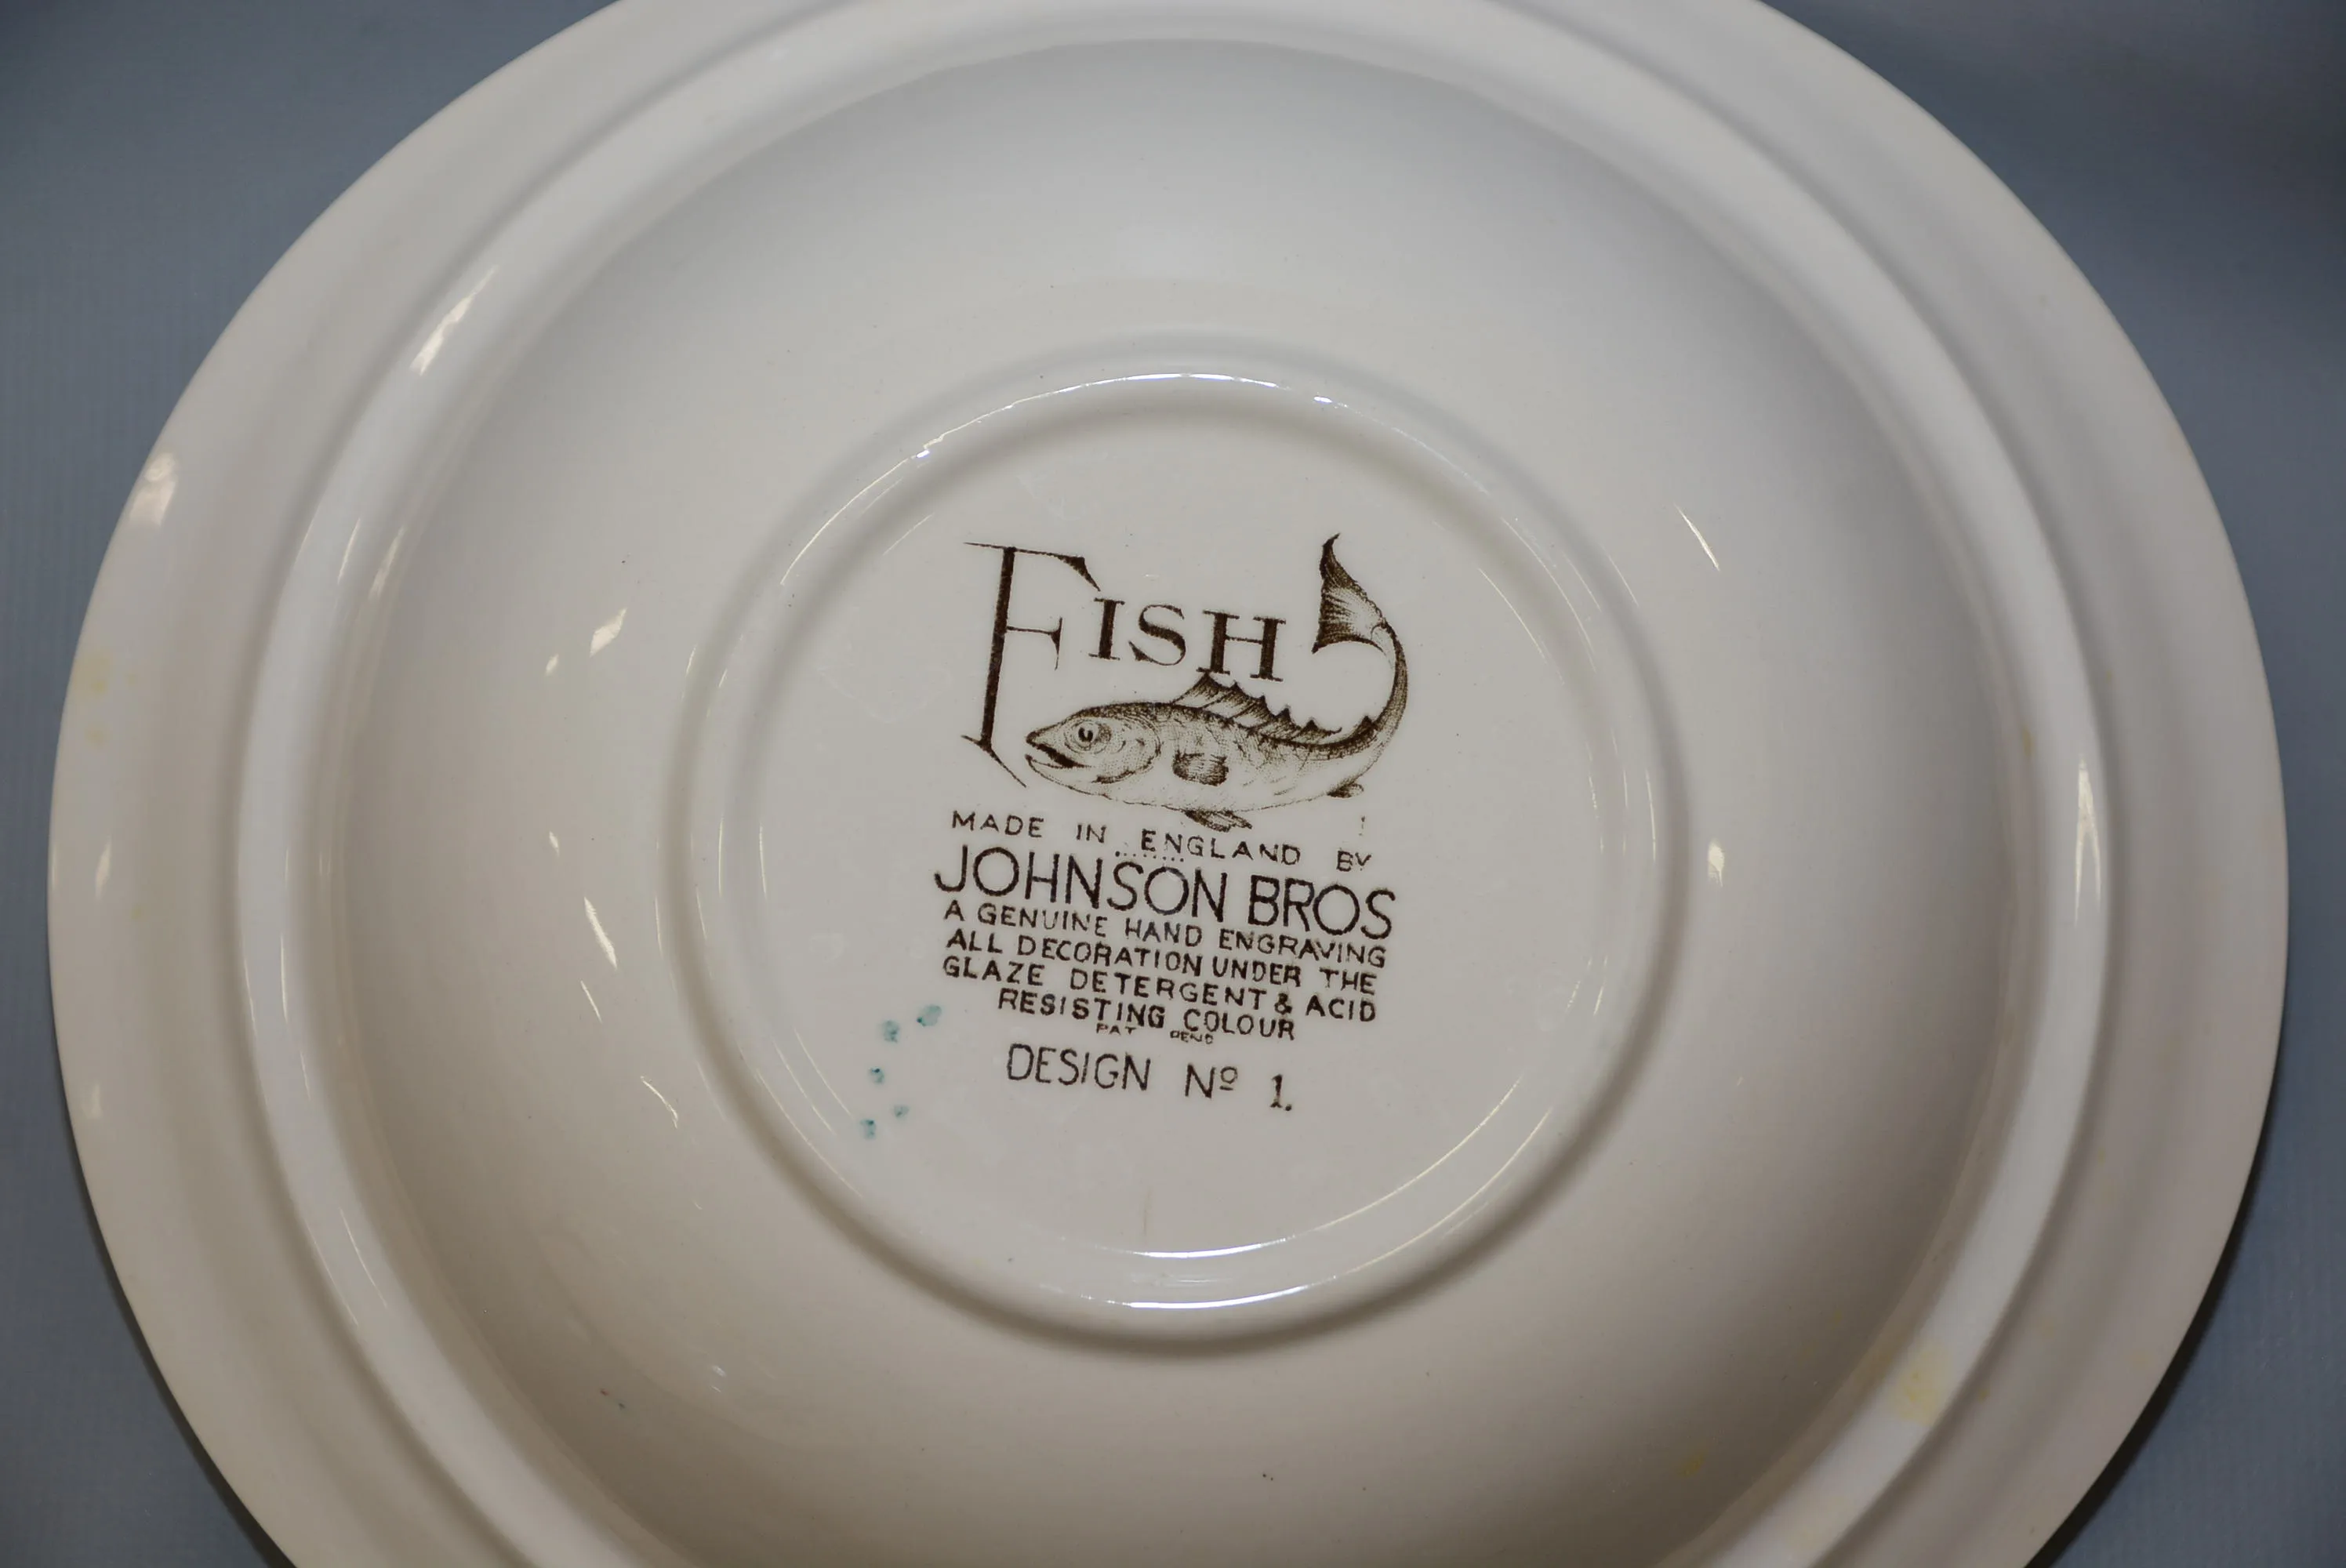 FISH
MADE IN ENGLAND BY
JOHNSON BROS
A GENUINE HAND ENGRAVING
ALL DECORATION UNDER THE
GLAZE DETERGENT & ACID
RESISTING COLOUR
PAT PEND
DESIGN Nº 1.